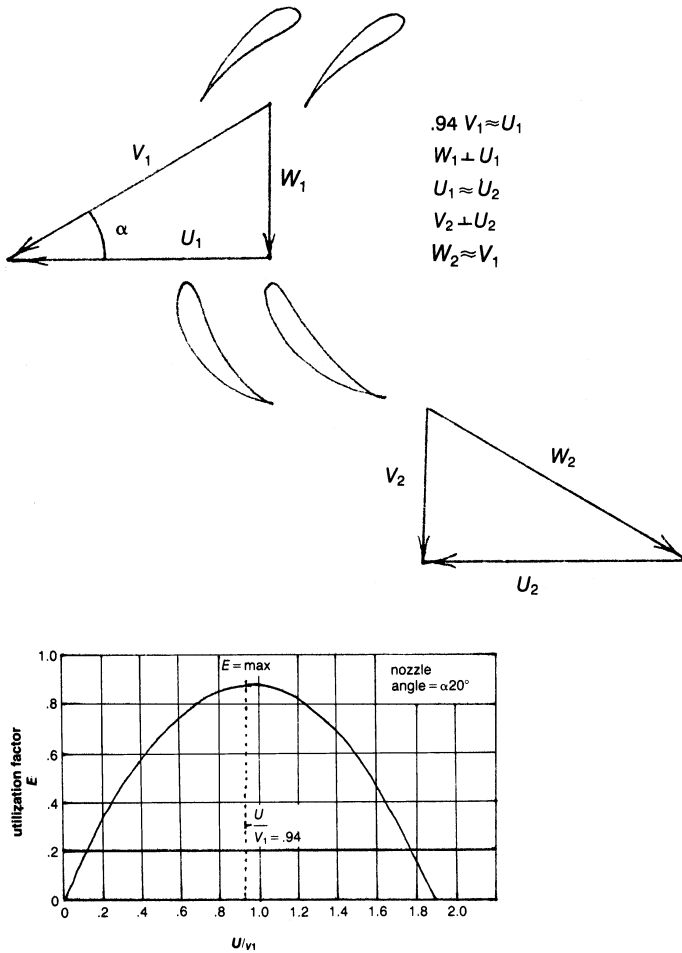 V₁
α
U₁
W₁
.94 V₁≈U₁
W₁⊥U₁
U₁≈U₂
V₂⊥U₂
W₂≈V₁
V₂
W₂
U₂
utilization factor
E
1.0
.8
.6
.4
.2
0
E=max
nozzle
angle=α20°
U
V₁ = .94
0 .2 .4 .6 .8 1.0 1.2 1.4 1.6 1.8 2.0
U/v1